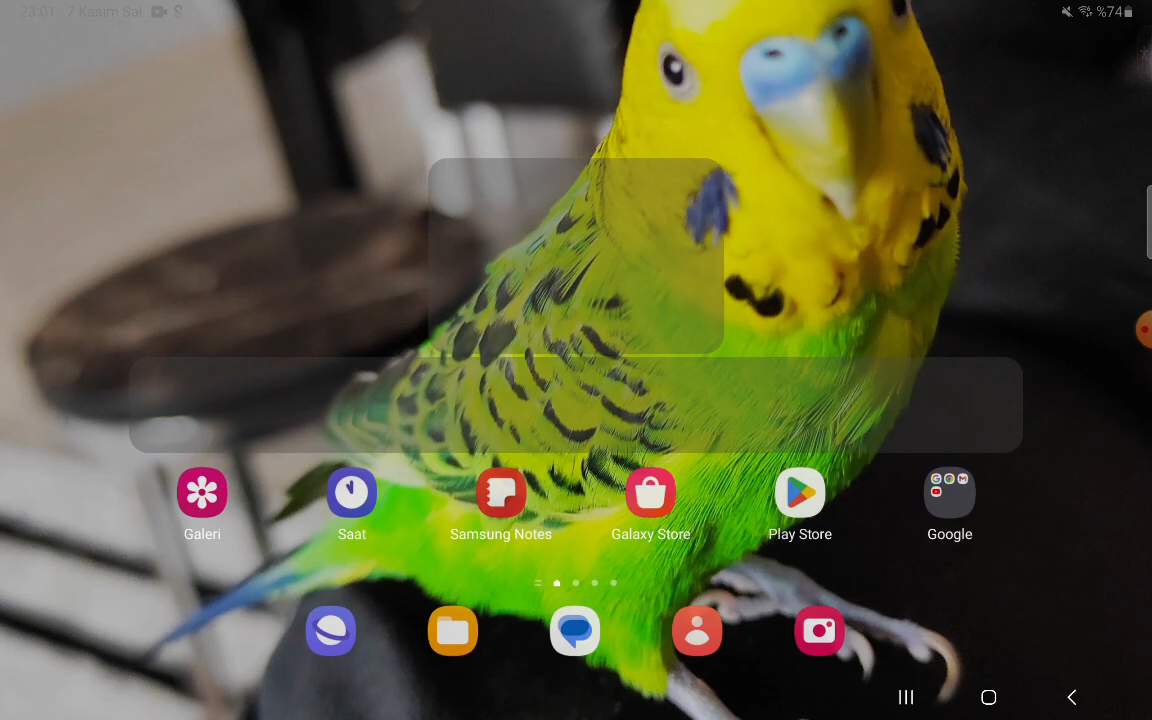 23:01 7 Kasım Sal
%74
Galeri
Saat
Samsung Notes
Galaxy Store
Play Store
Google